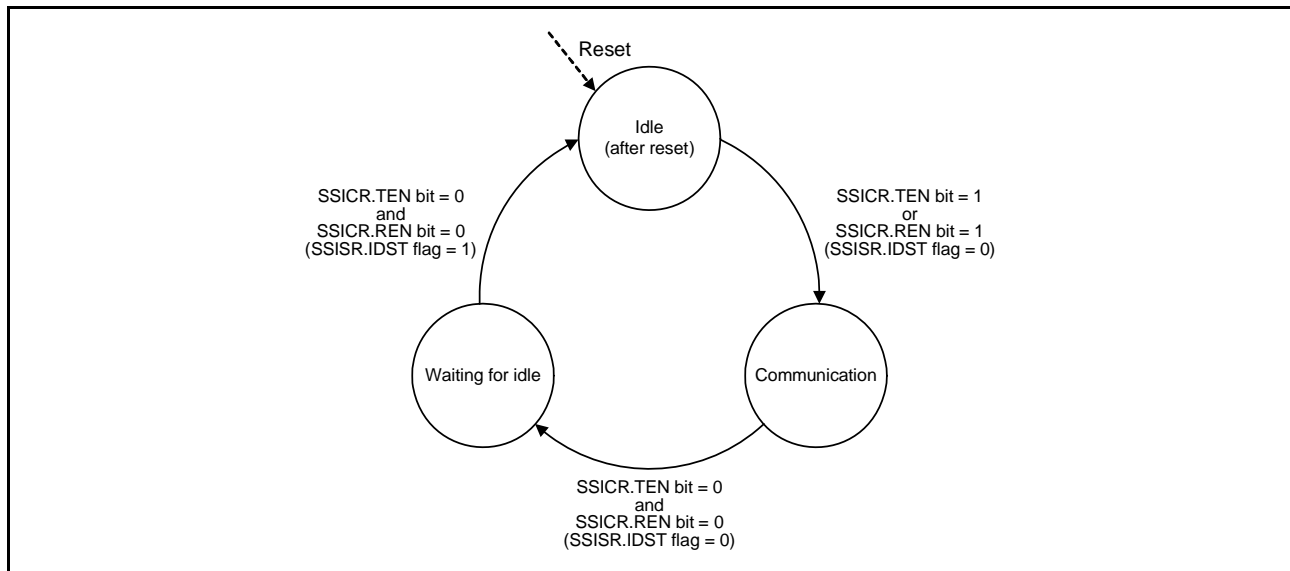 Reset
Idle
(after reset)
SSICR.TEN bit = 0
and
SSICR.REN bit = 0
(SSISR.IDST flag = 1)
SSICR.TEN bit = 1
or
SSICR.REN bit = 1
(SSISR.IDST flag = 0)
Waiting for idle
Communication
SSICR.TEN bit = 0
and
SSICR.REN bit = 0
(SSISR.IDST flag = 0)